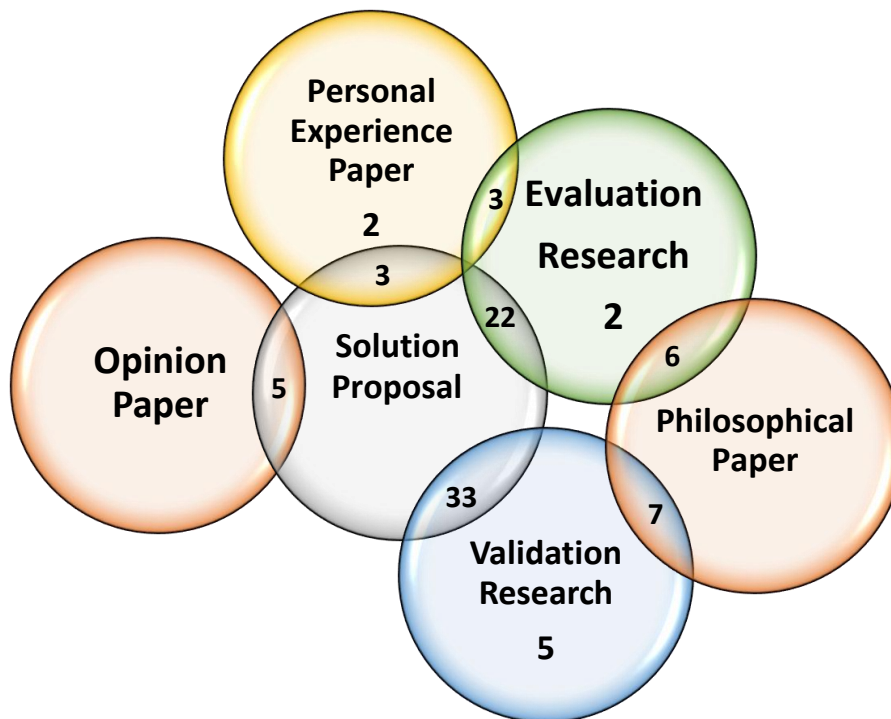 Personal
Experience
Paper
2
3
Evaluation
Research
2
3
22
Solution
Proposal
Opinion
Paper
5
6
Philosophical
Paper
33
7
Validation
Research
5